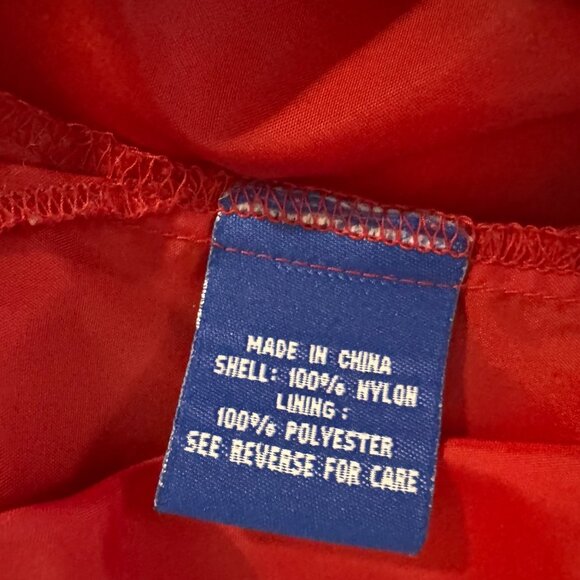 MADE IN CHINA
SHELL: 100% NYLON
LINING:
100% POLYESTER
SEE REVERSE FOR CARE